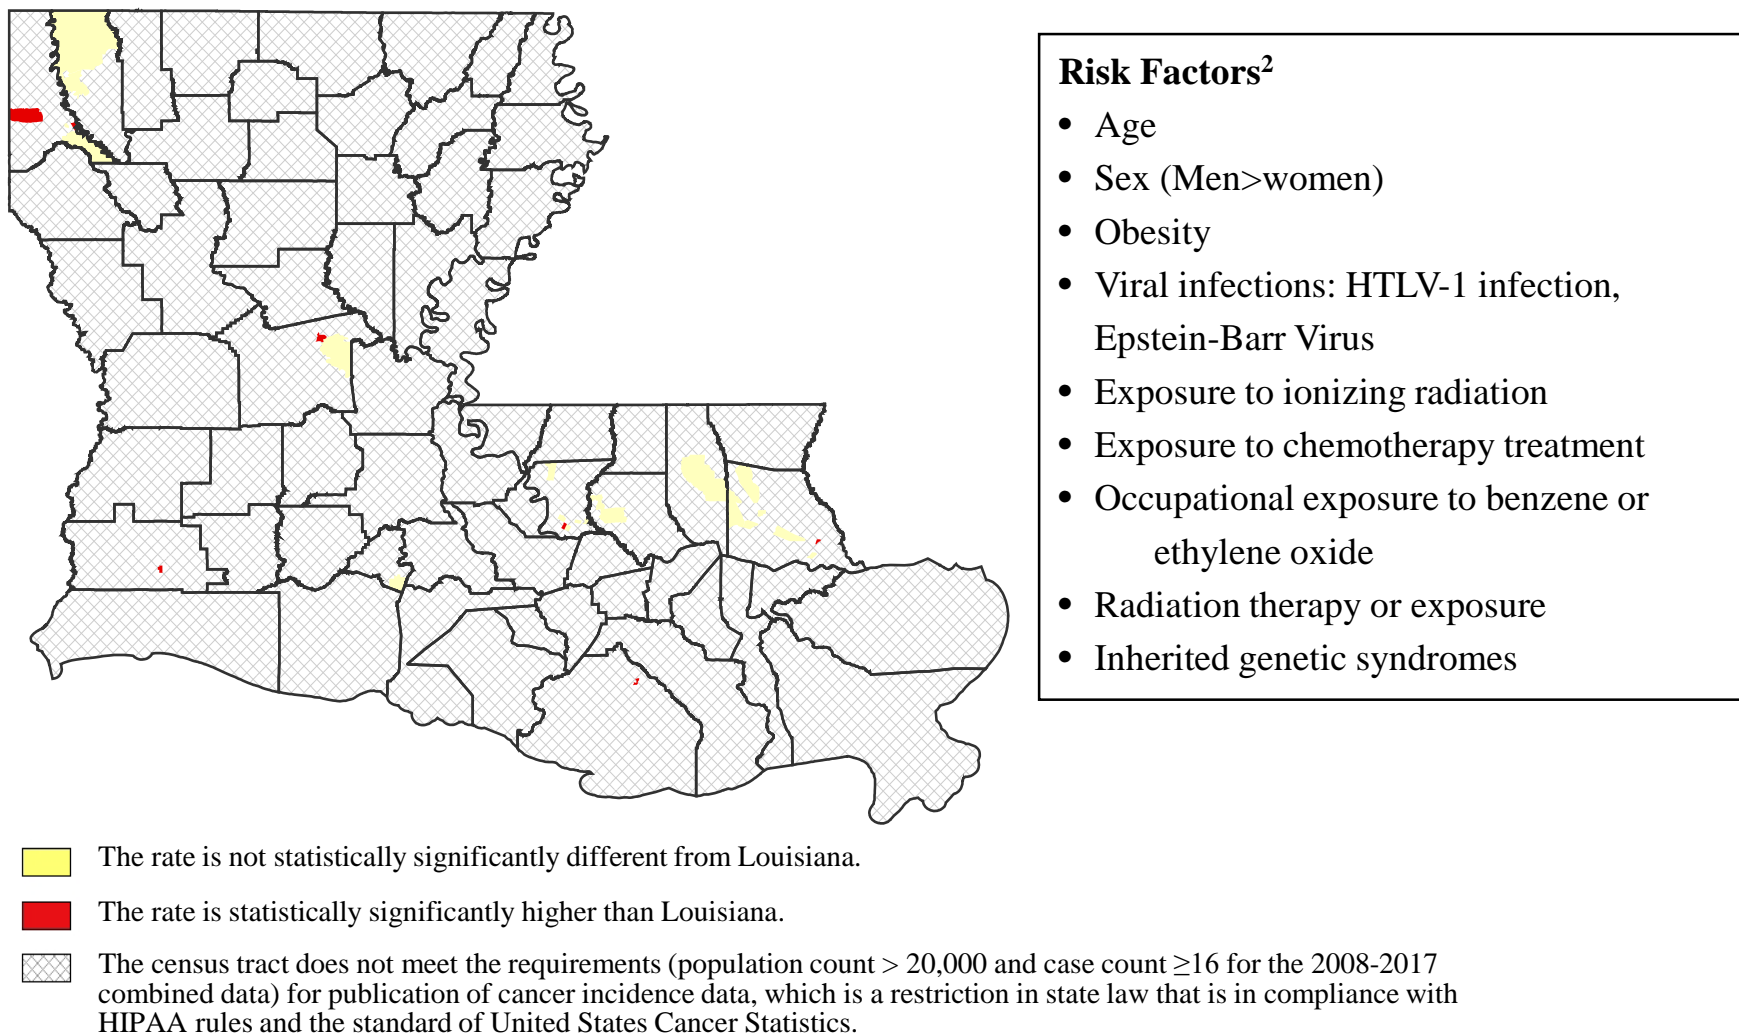 Risk Factors²
• Age
• Sex (Men>women)
• Obesity
• Viral infections: HTLV-1 infection,
Epstein-Barr Virus
• Exposure to ionizing radiation
• Exposure to chemotherapy treatment
• Occupational exposure to benzene or
ethylene oxide
• Radiation therapy or exposure
• Inherited genetic syndromes
The rate is not statistically significantly different from Louisiana.
The rate is statistically significantly higher than Louisiana.
The census tract does not meet the requirements (population count > 20,000 and case count ≥16 for the 2008-2017
combined data) for publication of cancer incidence data, which is a restriction in state law that is in compliance with
HIPAA rules and the standard of United States Cancer Statistics.